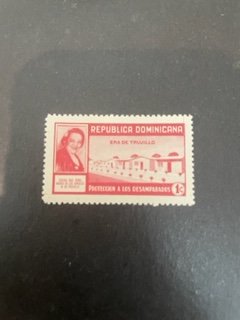 REPUBLICA DOMINICANA
ERA DE TRUJILLO
PROTECCION A LOS DESAMPARADOS
1c